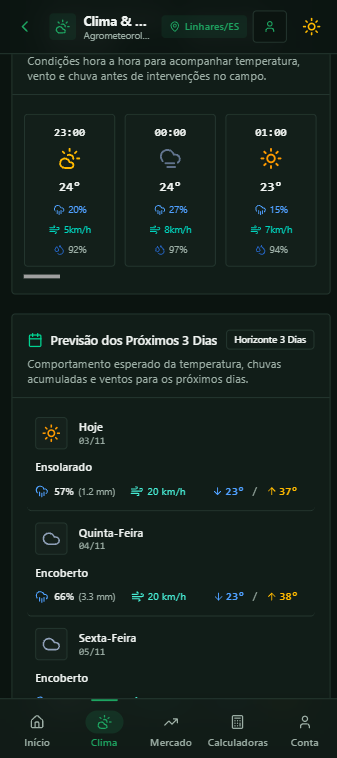 Clima & ...
Agrometeorol...
Linhares/ES
Condições hora a hora para acompanhar temperatura,
vento e chuva antes de intervenções no campo.
23:00 00:00 01:00
24° 24° 23°
20% 27% 15%
5km/h 8km/h 7km/h
92% 97% 94%
Previsão dos Próximos 3 Dias Horizonte 3 Dias
Comportamento esperado da temperatura, chuvas
acumuladas e ventos para os próximos dias.
Hoje
03/11
Ensolarado
57% (1.2 mm) 20 km/h ↓ 23° / ↑ 37°
Quinta-Feira
04/11
Encoberto
66% (3.3 mm) 20 km/h ↓ 23° / ↑ 38°
Sexta-Feira
05/11
Encoberto
Início Clima Mercado Calculadoras Conta